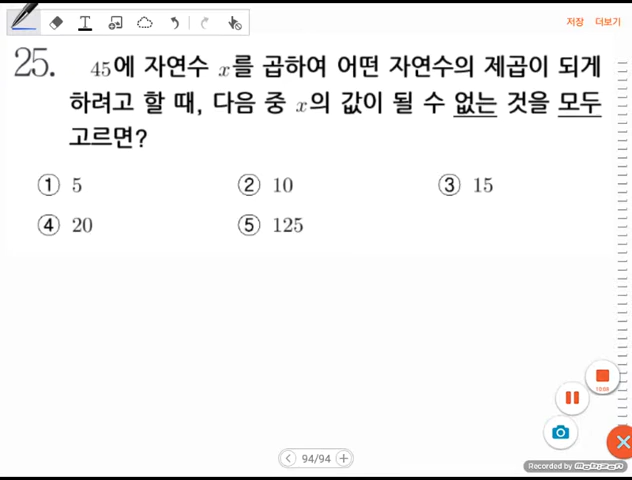 저장 더보기
25. 45에 자연수 x를 곱하여 어떤 자연수의 제곱이 되게
하려고 할 때, 다음 중 x의 값이 될 수 없는 것을 모두
고르면?
① 5 ② 10 ③ 15
④ 20 ⑤ 125
94/94
Recorded by Mobizen